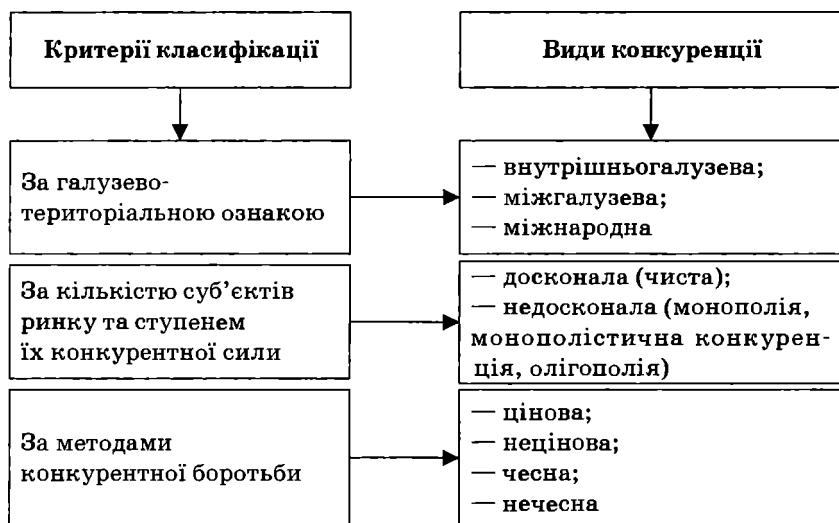 Критерії класифікації
Види конкуренції
За галузево-
територіальною ознакою
— внутрішньогалузева;
— міжгалузева;
— міжнародна
За кількістю суб’єктів
ринку та ступенем
їх конкурентної сили
— досконала (чиста);
— недосконала (монополія,
монополістична конкурен-
ція, олігополія)
За методами
конкурентної боротьби
— цінова;
— нецінова;
— чесна;
— нечесна